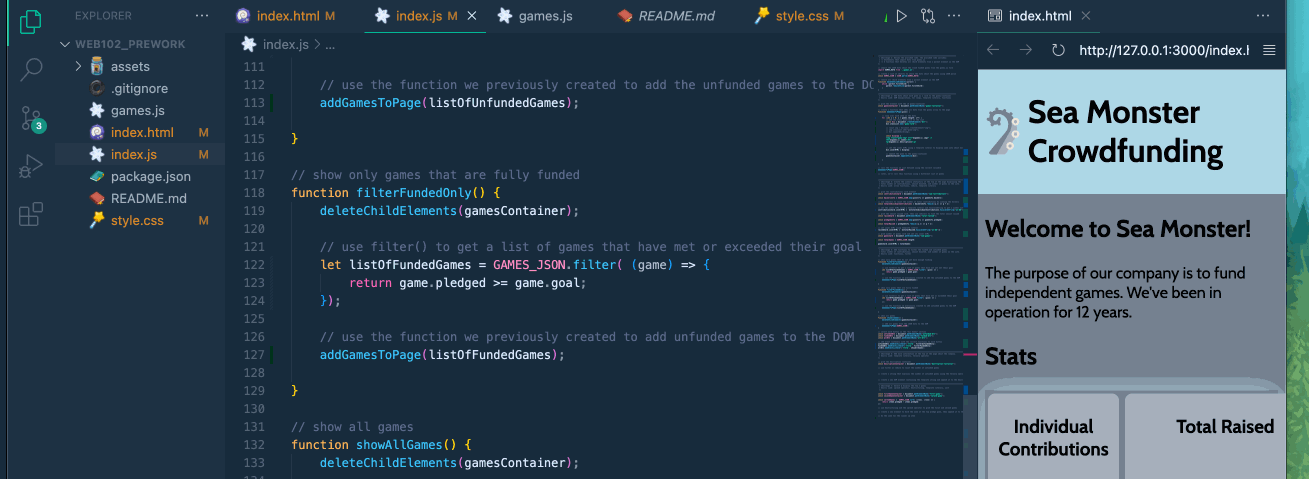 EXPLORER ...
index.html M
index.js M ×
games.js
README.md
style.css M
...
WEB102_PREWORK
assets
.gitignore
games.js
index.html M
index.js M
package.json
README.md
style.css M
3
index.js > ...
111
112 // use the function we previously created to add the unfunded games to the DO
113 addGamesToPage(listOfUnfundedGames);
114
115 }
116
117 // show only games that are fully funded
118 function filterFundedOnly() {
119 deleteChildElements(gamesContainer);
120
121 // use filter() to get a list of games that have met or exceeded their goal
122 let listOfFundedGames = GAMES_JSON.filter( (game) => {
123 return game.pledged >= game.goal;
124 });
125
126 // use the function we previously created to add unfunded games to the DOM
127 addGamesToPage(listOfFundedGames);
128
129 }
130
131 // show all games
132 function showAllGames() {
133 deleteChildElements(gamesContainer);
index.html ×
...
http://127.0.0.1:3000/index.h
Sea Monster
Crowdfunding
Welcome to Sea Monster!
The purpose of our company is to fund
independent games. We've been in
operation for 12 years.
Stats
Individual
Contributions
Total Raised